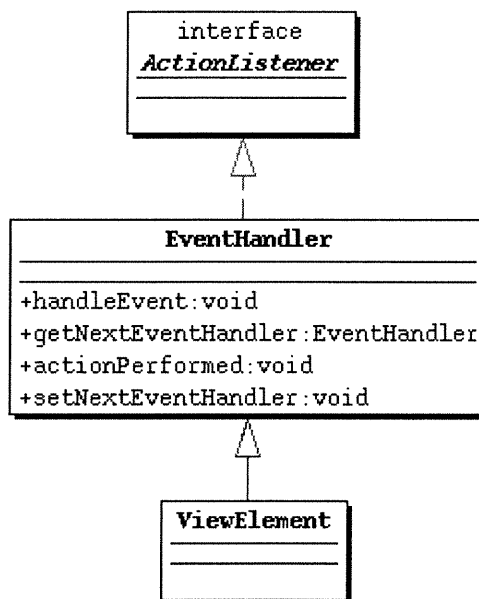 interface
ActionListener
EventHandler
+handleEvent:void
+getNextEventHandler:EventHandler
+actionPerformed:void
+setNextEventHandler:void
ViewElement